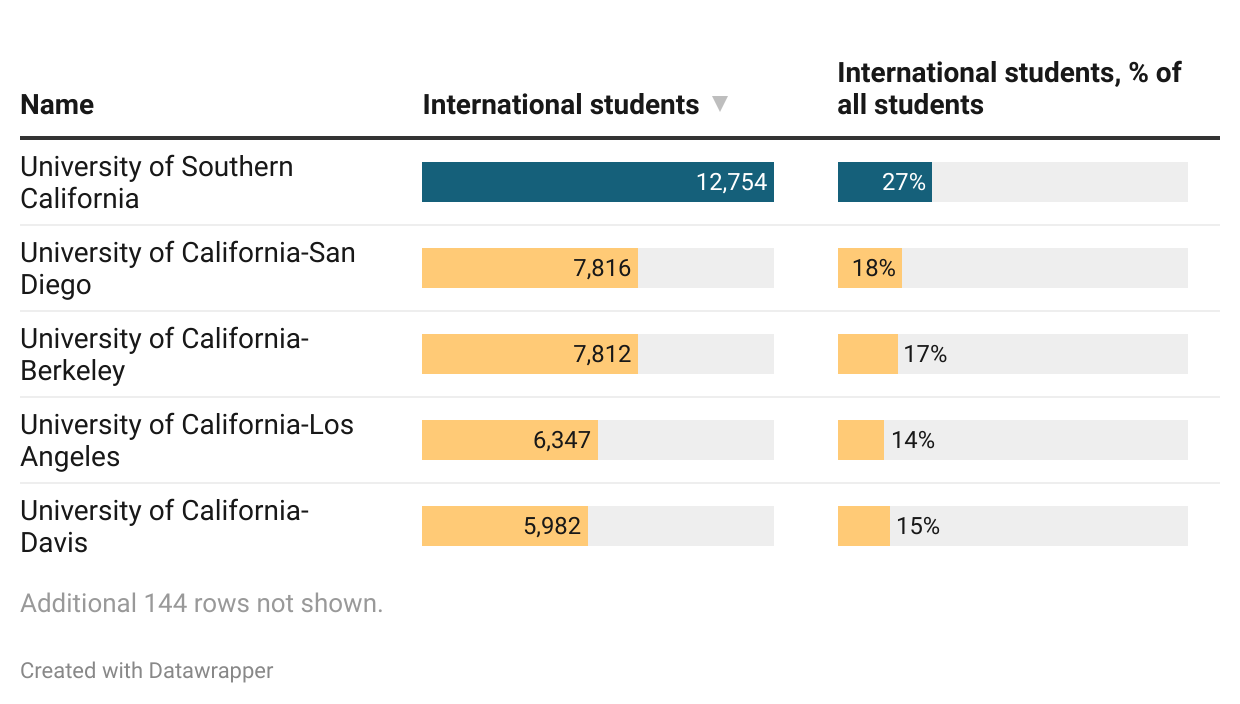 International students, % of
Name International students ▼ all students
University of Southern
California
12,754 27%
University of California-San
Diego
7,816 18%
University of California-
Berkeley
7,812 17%
University of California-Los
Angeles
6,347 14%
University of California-
Davis
5,982 15%
Additional 144 rows not shown.
Created with Datawrapper